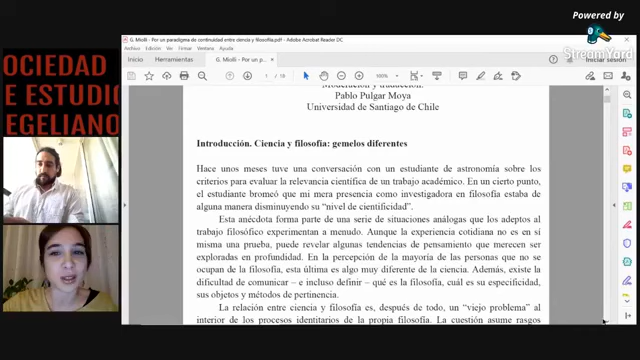 Powered by
StreamYard
OCIEDAD
E ESTUDIO
EGELIANO
G. Miolli - Por un paradigma de continuidad entre ciencia y filosofía.pdf - Adobe Acrobat Reader DC
Archivo Edición Ver Firmar Ventana Ayuda
Inicio Herramientas G. Miolli - Por un pa...
Iniciar sesión
1 / 18
100%
Moderación y traducción:
Pablo Pulgar Moya
Universidad de Santiago de Chile
Introducción. Ciencia y filosofía: gemelos diferentes
Hace unos meses tuve una conversación con un estudiante de astronomía sobre los
criterios para evaluar la relevancia científica de un trabajo académico. En un cierto punto,
el estudiante bromeó que mi mera presencia como investigadora en filosofía estaba de
alguna manera disminuyendo su “nivel de cientificidad”.
Esta anécdota forma parte de una serie de situaciones análogas que los adeptos al
trabajo filosófico experimentan a menudo. Aunque la experiencia cotidiana no es en sí
misma una prueba, puede revelar algunas tendencias de pensamiento que merecen ser
exploradas en profundidad. En la percepción de la mayoría de las personas que no se
ocupan de la filosofía, esta última es algo muy diferente de la ciencia. Además, existe la
dificultad de comunicar – e incluso definir – qué es la filosofía, cuál es su especificidad,
sus objetos y métodos de pertinencia.
La relación entre ciencia y filosofía es, después de todo, un “viejo problema” al
interior de los procesos identitarios de la propia filosofía. La cuestión asume rasgos